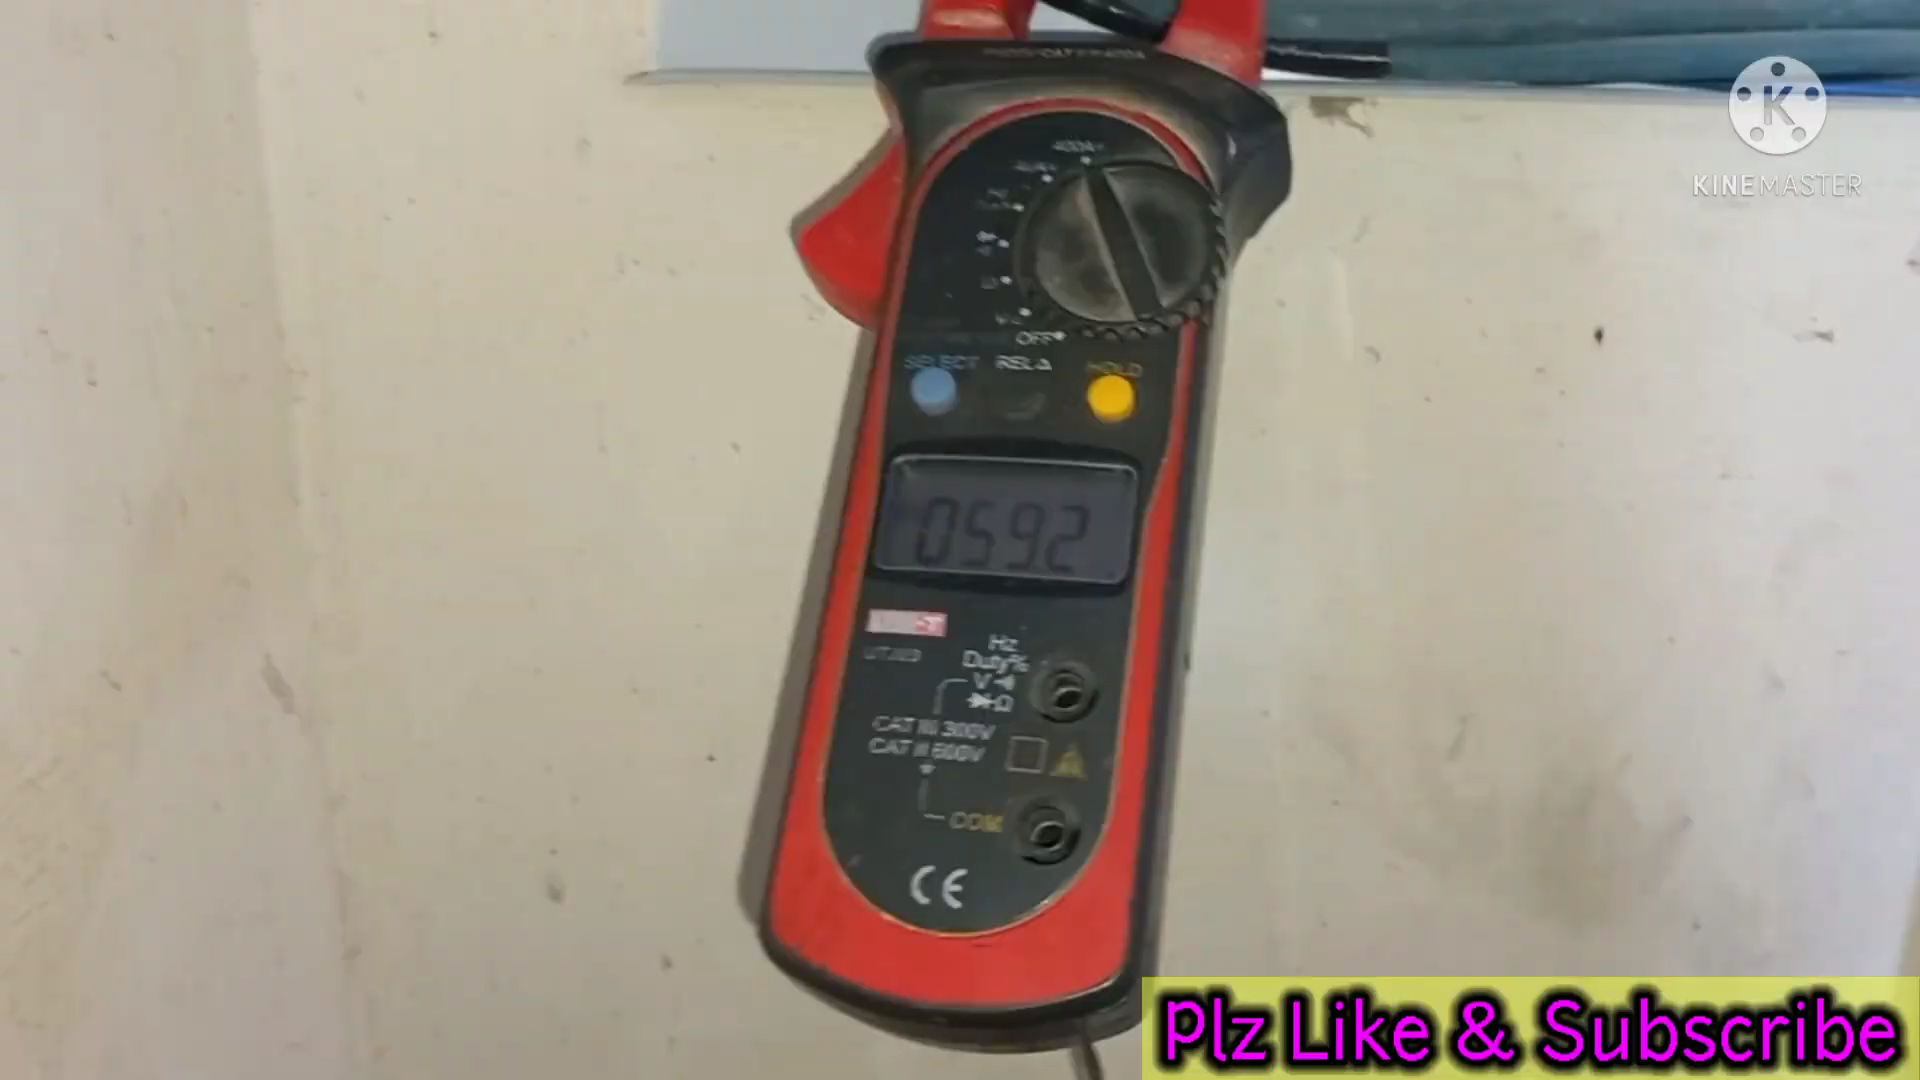 KINEMASTER
400A~
OFF
SELECT REL△ HOLD
0592
Hz
Duty%
V
Ω
CAT III 300V
CAT II 600V
COM
CE
Plz Like & Subscribe